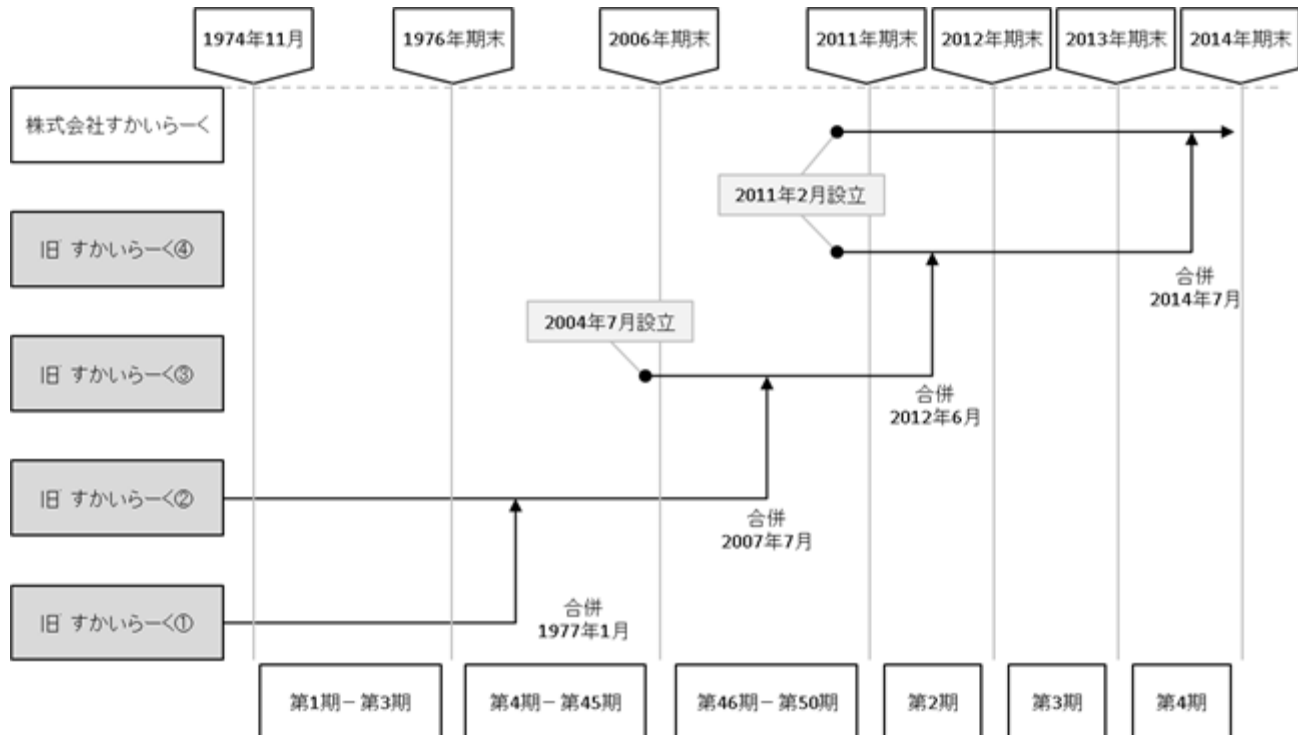 1974年11月
1976年期末
2006年期末
2011年期末
2012年期末
2013年期末
2014年期末
株式会社すかいらーく
2011年2月設立
旧 すかいらーく④
合併
2014年7月
2004年7月設立
旧 すかいらーく③
合併
2012年6月
旧 すかいらーく②
合併
2007年7月
旧 すかいらーく①
合併
1977年1月
第1期－第3期
第4期－第45期
第46期－第50期
第2期
第3期
第4期